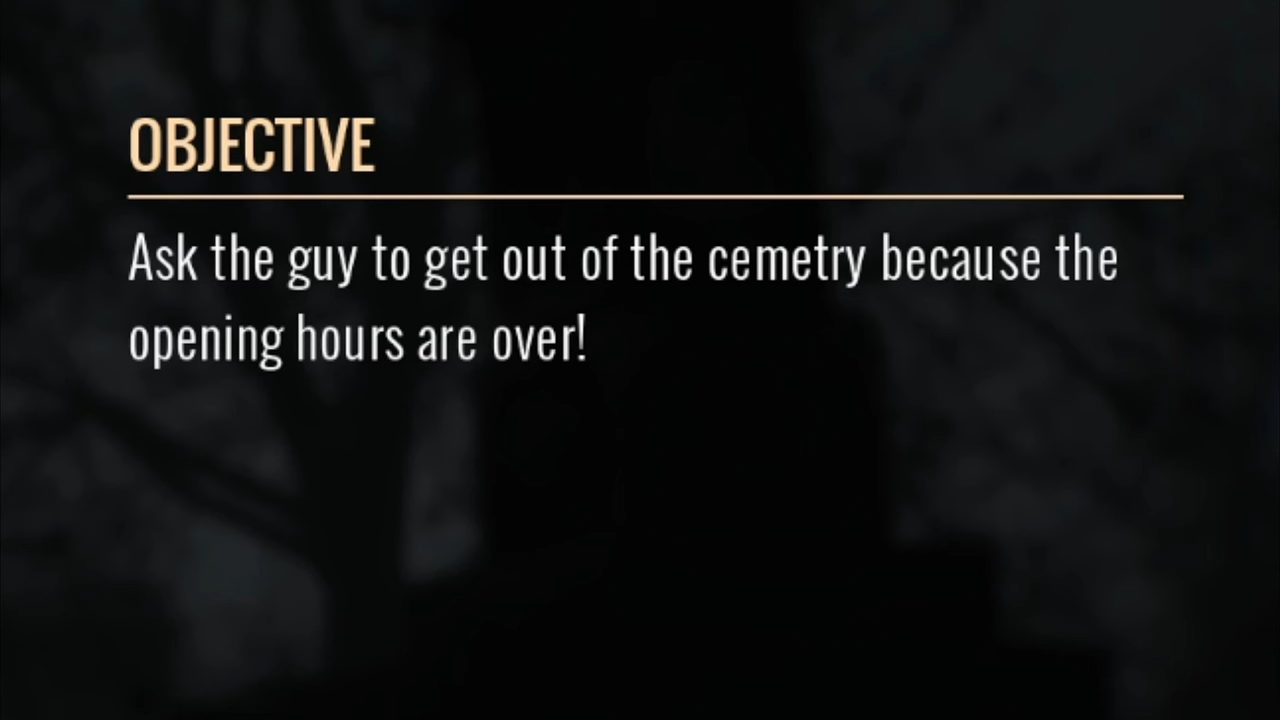 OBJECTIVE
Ask the guy to get out of the cemetry because the
opening hours are over!